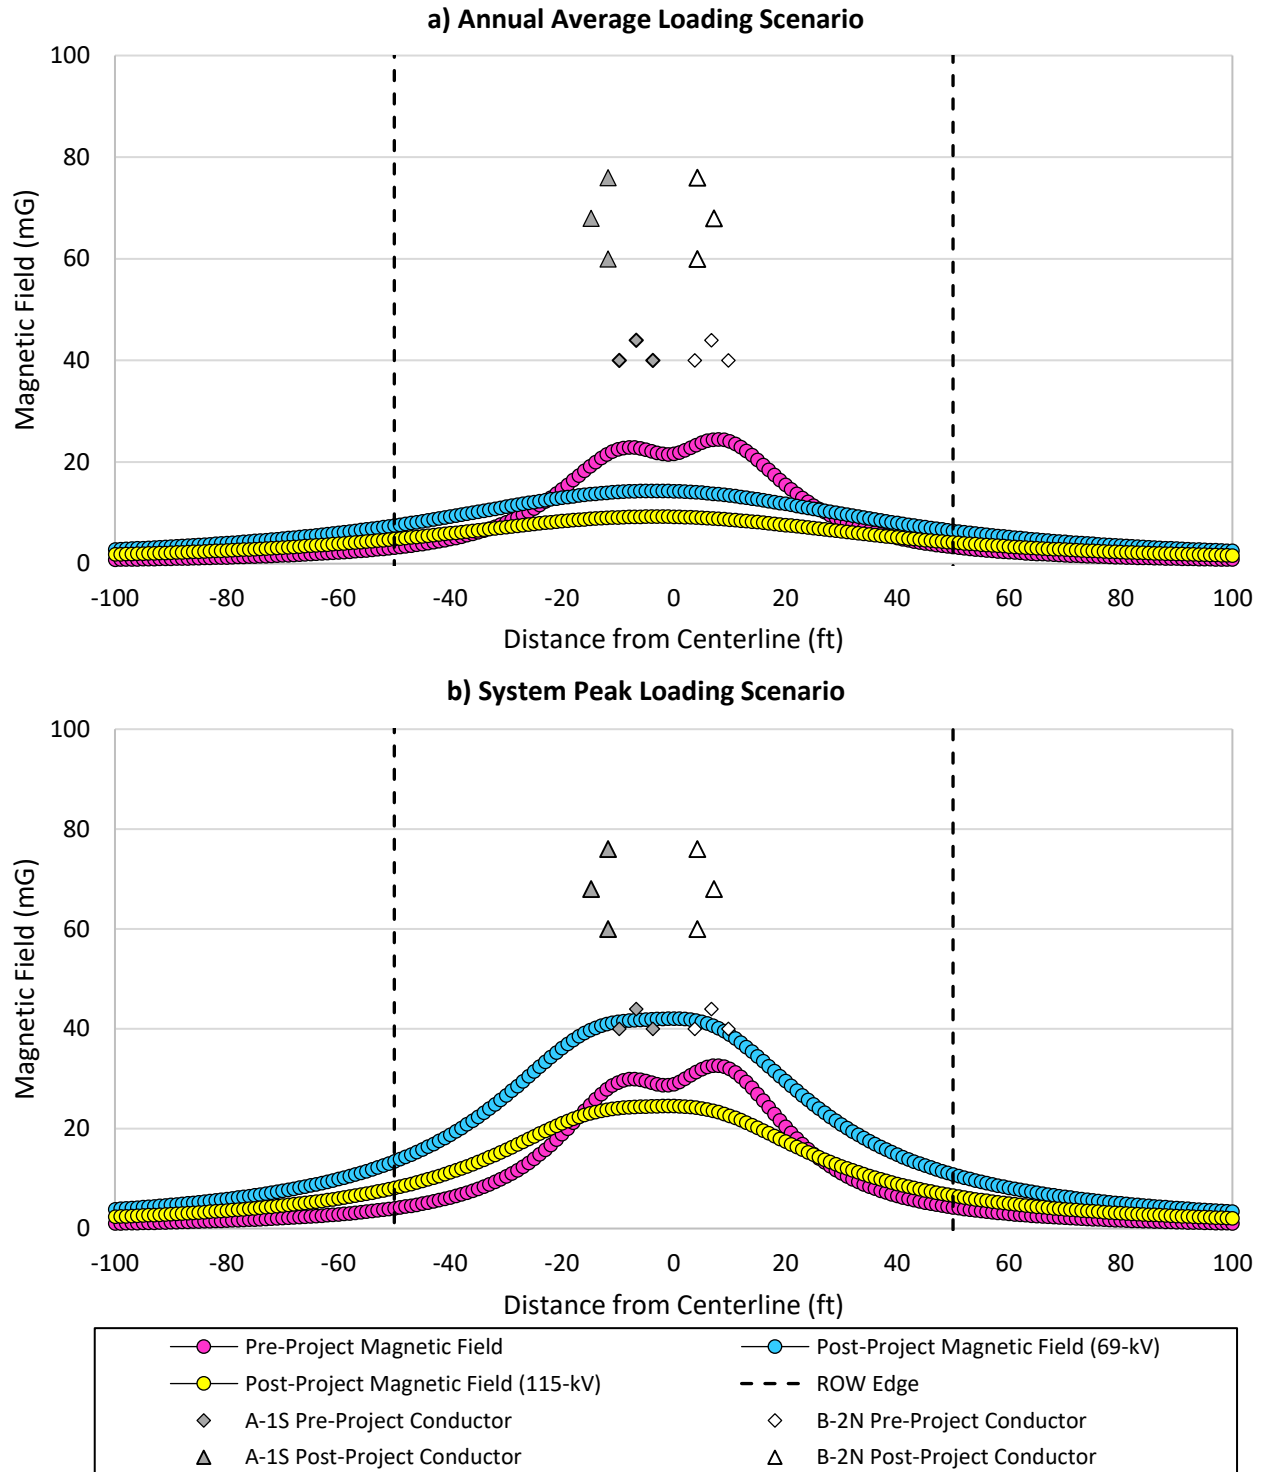 a) Annual Average Loading Scenario
100
80
60
40
20
0
Magnetic Field (mG)
-100 -80 -60 -40 -20 0 20 40 60 80 100
Distance from Centerline (ft)
b) System Peak Loading Scenario
100
80
60
40
20
0
Magnetic Field (mG)
-100 -80 -60 -40 -20 0 20 40 60 80 100
Distance from Centerline (ft)
Pre-Project Magnetic Field Post-Project Magnetic Field (69-kV)
Post-Project Magnetic Field (115-kV) ROW Edge
A-1S Pre-Project Conductor B-2N Pre-Project Conductor
A-1S Post-Project Conductor B-2N Post-Project Conductor